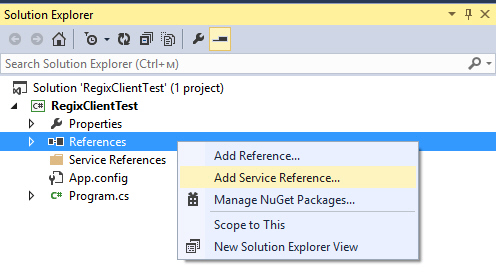 Solution Explorer
Search Solution Explorer (Ctrl+м)
Solution 'RegixClientTest' (1 project)
C# RegixClientTest
Properties
References
Service References
App.config
C# Program.cs
Add Reference...
Add Service Reference...
Manage NuGet Packages...
Scope to This
New Solution Explorer View